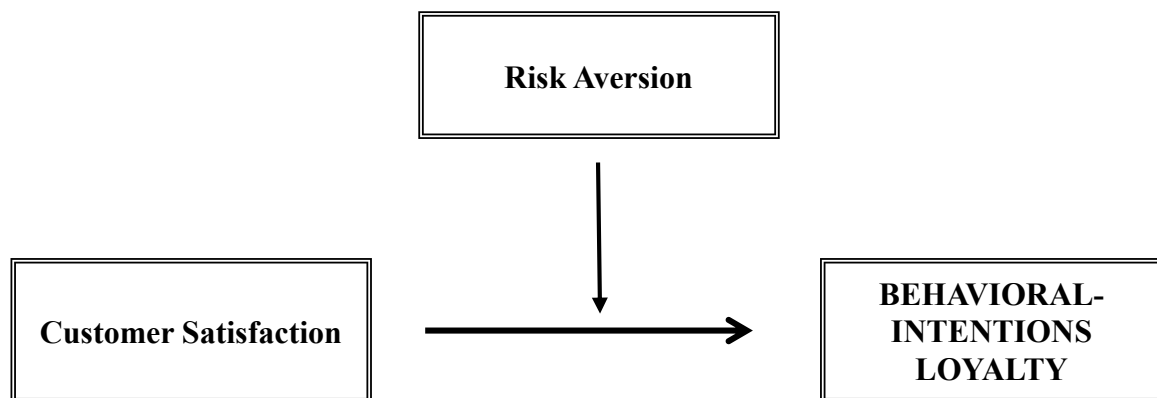 Risk Aversion
Customer Satisfaction
BEHAVIORAL-
INTENTIONS
LOYALTY